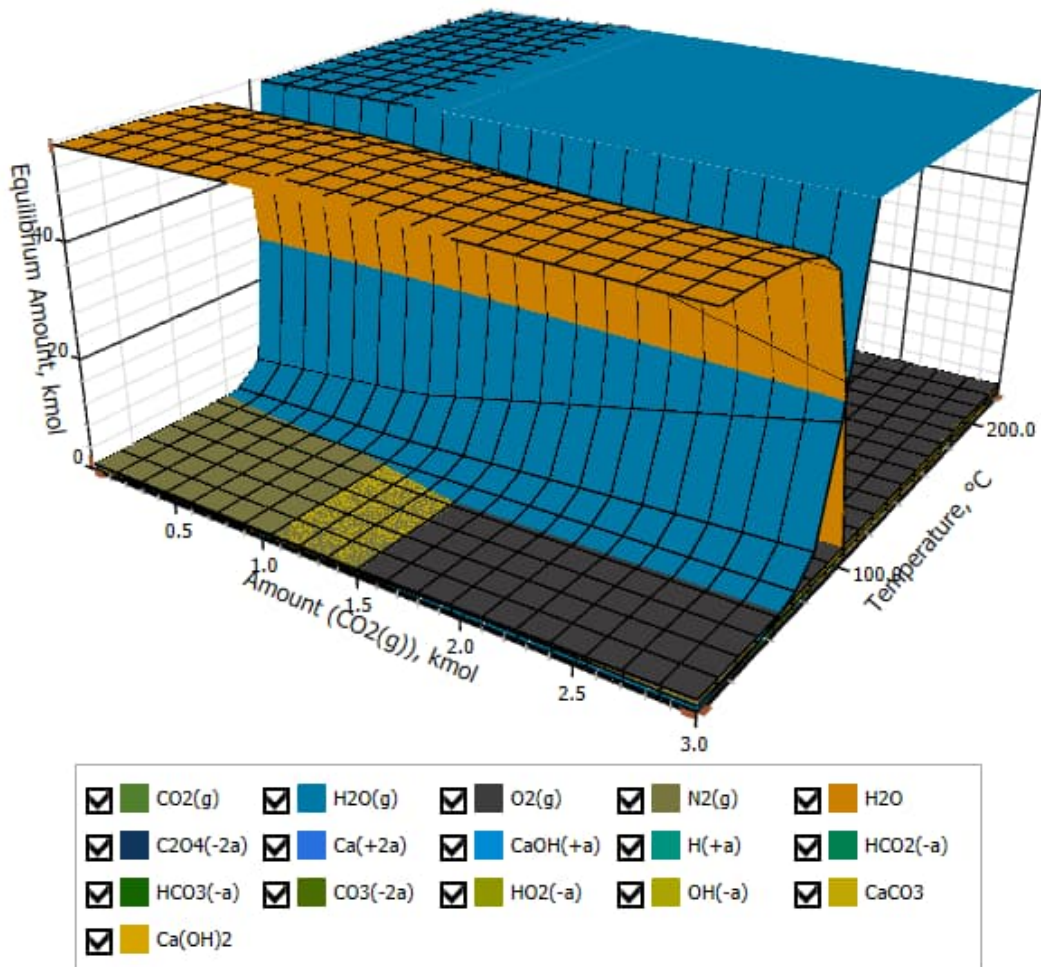 Equilibrium Amount, kmol
40
20
0
0.5
1.0
1.5
2.0
2.5
3.0
Amount (CO2(g)), kmol
100.0
200.0
Temperature, °C
CO2(g) H2O(g) O2(g) N2(g) H2O
C2O4(-2a) Ca(+2a) CaOH(+a) H(+a) HCO2(-a)
HCO3(-a) CO3(-2a) HO2(-a) OH(-a) CaCO3
Ca(OH)2